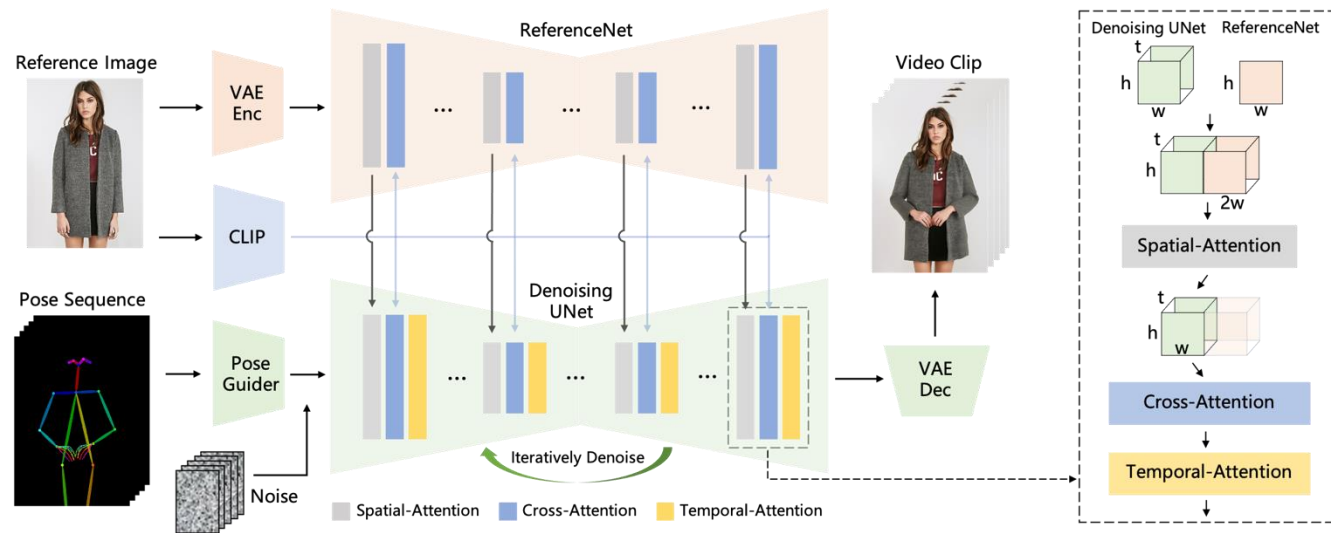 Reference Image
VAE
Enc
CLIP
Pose Sequence
Pose
Guider
Noise
ReferenceNet
...
...
...
Denoising
UNet
...
...
...
Iteratively Denoise
Spatial-Attention
Cross-Attention
Temporal-Attention
Video Clip
VAE
Dec
Denoising UNet
ReferenceNet
t
h
w
h
w
t
h
2w
Spatial-Attention
t
h
w
Cross-Attention
Temporal-Attention